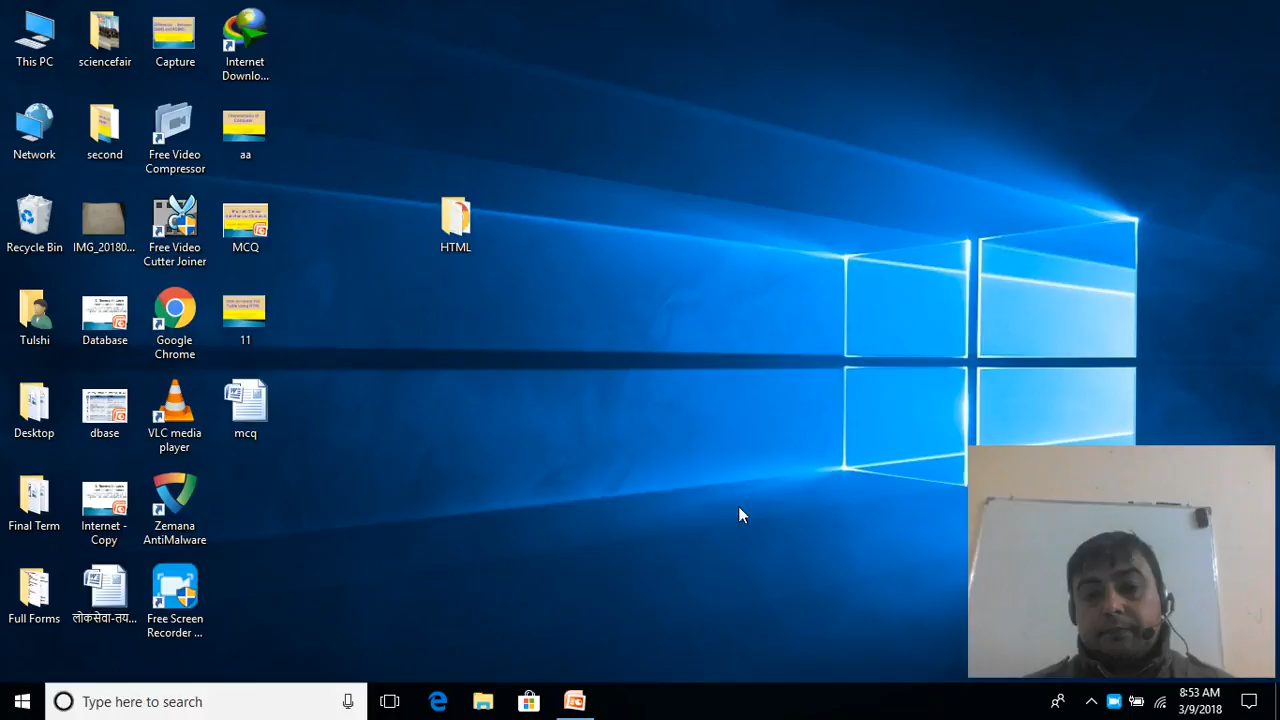 This PC
sciencefair
Capture
Internet
Downlo...
Network
second
Free Video
Compressor
aa
Recycle Bin
IMG_20180...
Free Video
Cutter Joiner
MCQ
HTML
Tulshi
Database
Google
Chrome
11
Desktop
dbase
VLC media
player
mcq
Final Term
Internet -
Copy
Zemana
AntiMalware
Full Forms
लोकसेवा-तय...
Free Screen
Recorder ...
Type here to search
8:53 AM
3/9/2018